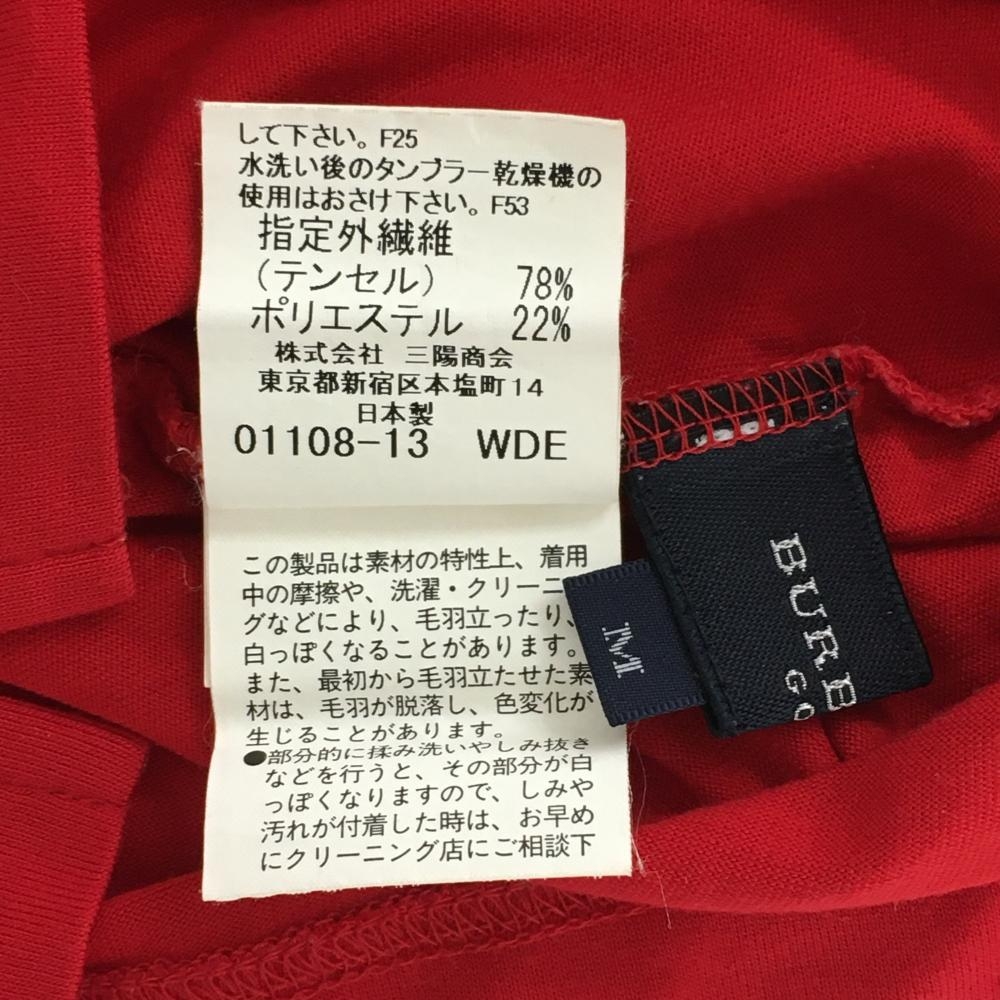 して下さい。F25
水洗い後のタンブラー乾燥機の
使用はおさけ下さい。F53
指定外繊維
(テンセル) 78%
ポリエステル 22%
株式会社 三陽商会
東京都新宿区本塩町14
日本製
01108-13 WDE
この製品は素材の特性上、着用
中の摩擦や、洗濯・クリーニ
グなどにより、毛羽立ったり、
白っぽくなることがあります。
また、最初から毛羽立たせた素
材は、毛羽が脱落し、色変化が
生じることがあります。
●部分的に揉み洗いやしみ抜き
などを行うと、その部分が白
っぽくなりますので、しみや
汚れが付着した時は、お早め
にクリーニング店にご相談下
M
BURB
GO